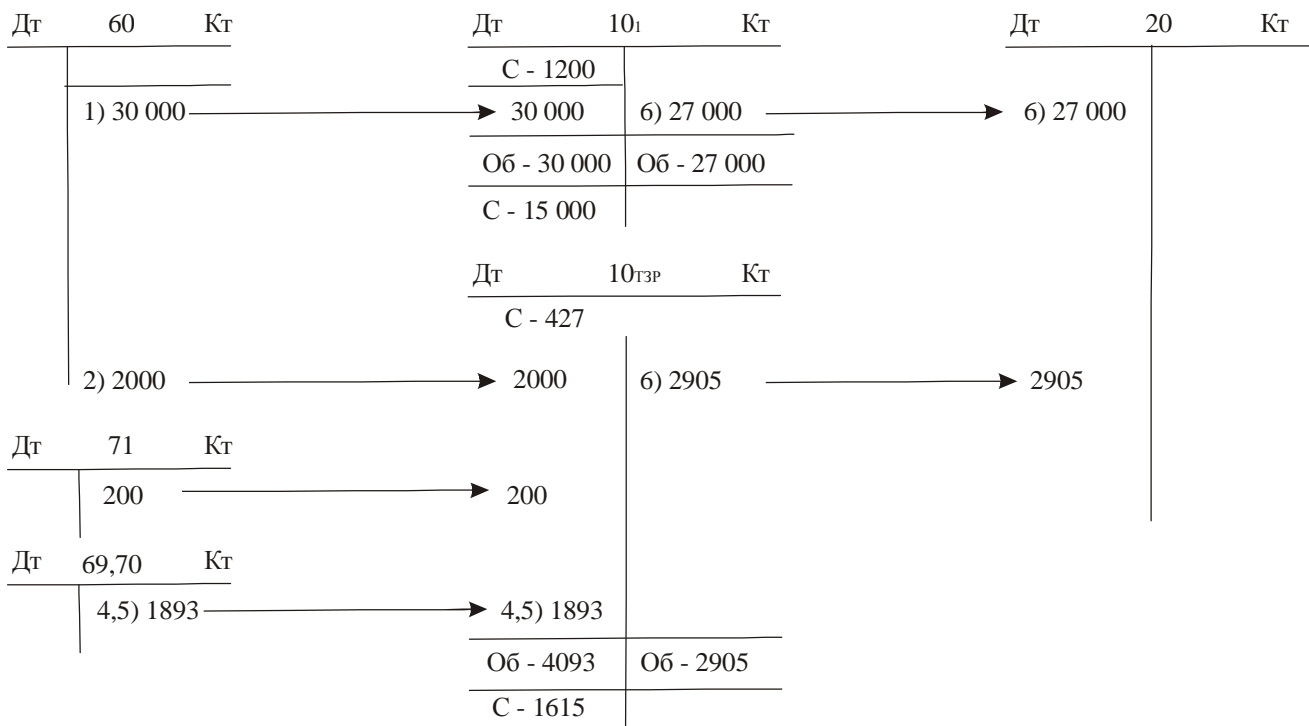 Дт 60 Кт
Дт 10₁ Кт
Дт 20 Кт
С - 1200
1) 30 000
30 000
6) 27 000
6) 27 000
Об - 30 000
Об - 27 000
С - 15 000
Дт 10ТЗР Кт
С - 427
2) 2000
2000
6) 2905
2905
Дт 71 Кт
200
200
Дт 69,70 Кт
4,5) 1893
4,5) 1893
Об - 4093
Об - 2905
С - 1615